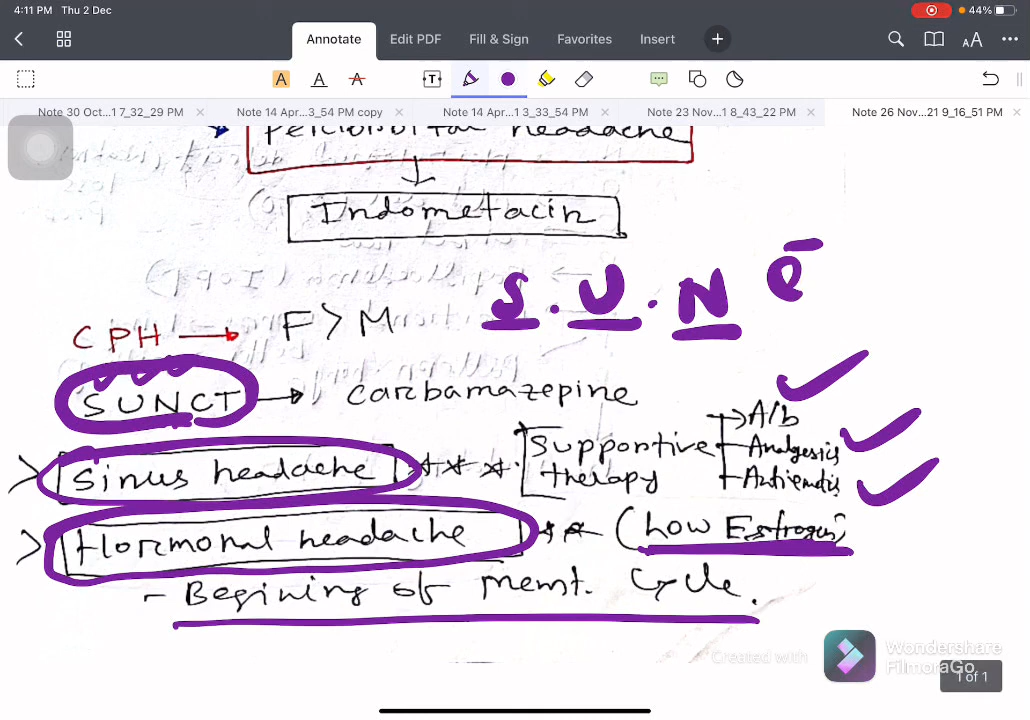 4:11 PM Thu 2 Dec
44%
Annotate Edit PDF Fill & Sign Favorites Insert
Note 30 Oct...1 7_32_29 PM
Note 14 Apr...3_54 PM copy
Note 14 Apr...1 3_33_54 PM
Note 23 Nov...1 8_43_22 PM
Note 26 Nov...21 9_16_51 PM
headache
Indometacin
S.U.N ē
CPH → F > M
SUNCT → carbamazepine
> Sinus headache *** Supportive therapy
→ A/b
Analgesics
Antiemetis
> Hormonal headache ** (Low Estrogen)
- Begining of Menst. Cycle.
Created with
Wondershare
FilmoraGo
1 of 1